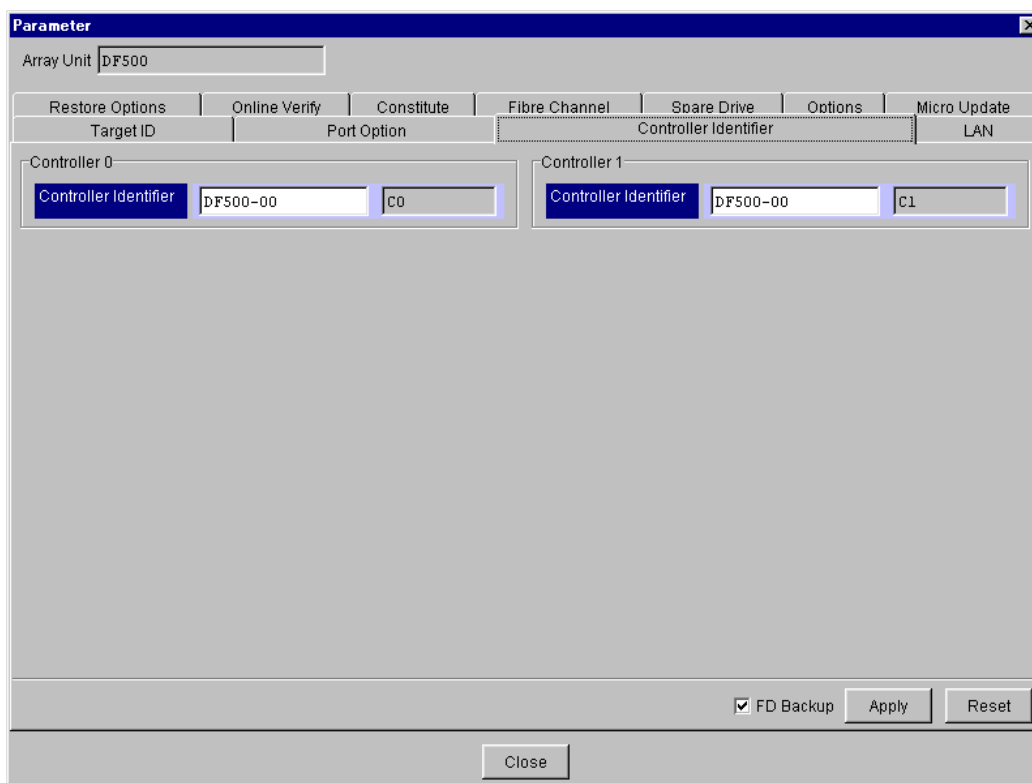 Parameter
Array Unit DF500
Restore Options Online Verify Constitute Fibre Channel Spare Drive Options Micro Update
Target ID Port Option Controller Identifier LAN
Controller 0 Controller 1
Controller Identifier DF500-00 C0 Controller Identifier DF500-00 C1
FD Backup Apply Reset
Close